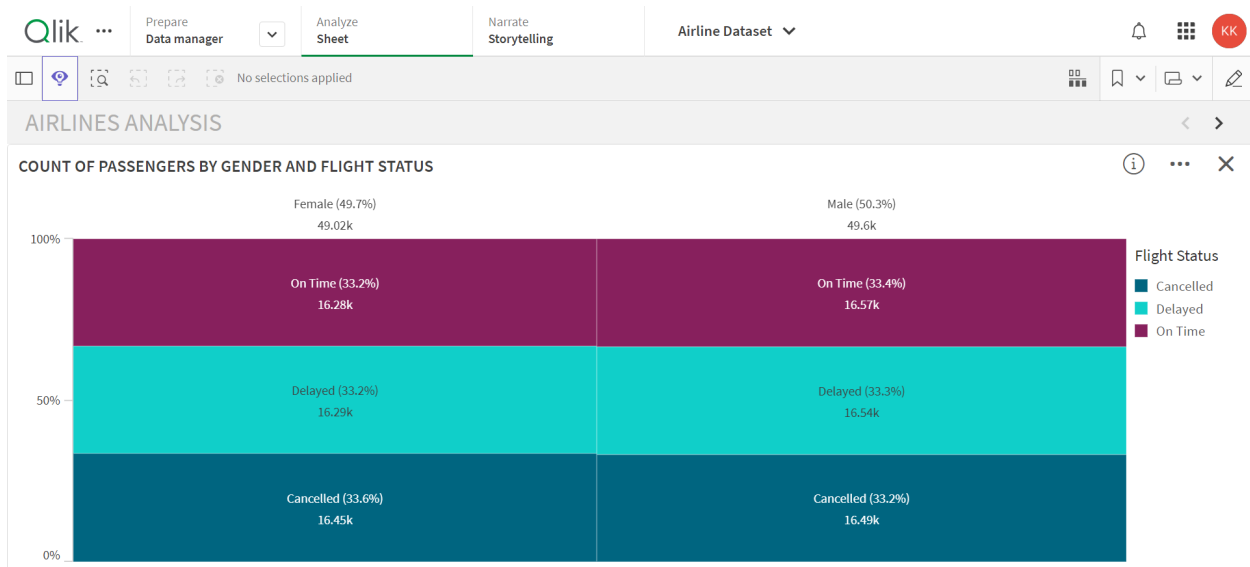 Qlik
Prepare
Data manager
Analyze
Sheet
Narrate
Storytelling
Airline Dataset
KK
No selections applied
AIRLINES ANALYSIS
COUNT OF PASSENGERS BY GENDER AND FLIGHT STATUS
Female (49.7%)
49.02k
Male (50.3%)
49.6k
100%
50%
0%
On Time (33.2%)
16.28k
On Time (33.4%)
16.57k
Delayed (33.2%)
16.29k
Delayed (33.3%)
16.54k
Cancelled (33.6%)
16.45k
Cancelled (33.2%)
16.49k
Flight Status
Cancelled
Delayed
On Time